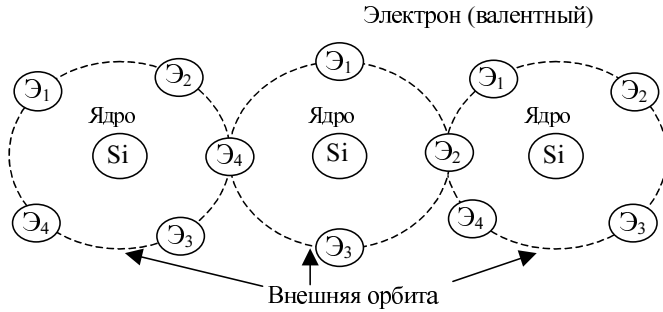 Электрон (валентный)
Э1 Э2 Э1 Э1 Э2
Ядро Ядро Ядро
Si Э4 Si Э2 Si
Э4 Э3 Э3 Э4 Э3
Внешняя орбита